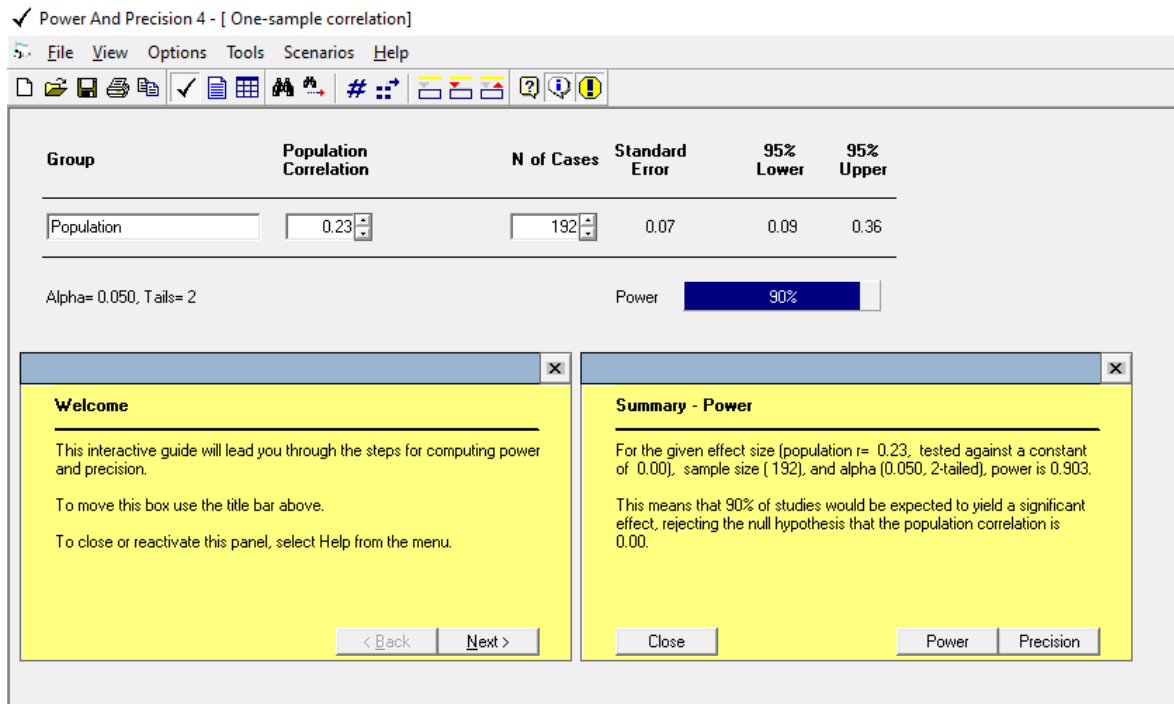 Power And Precision 4 - [ One-sample correlation]
File View Options Tools Scenarios Help
Group Population Correlation N of Cases Standard Error 95% Lower 95% Upper
Population 0.23 192 0.07 0.09 0.36
Alpha= 0.050, Tails= 2 Power 90%
Welcome
This interactive guide will lead you through the steps for computing power
and precision.
To move this box use the title bar above.
To close or reactivate this panel, select Help from the menu.
< Back Next >
Summary - Power
For the given effect size (population r= 0.23, tested against a constant
of 0.00), sample size ( 192), and alpha (0.050, 2-tailed), power is 0.903.
This means that 90% of studies would be expected to yield a significant
effect, rejecting the null hypothesis that the population correlation is
0.00.
Close Power Precision